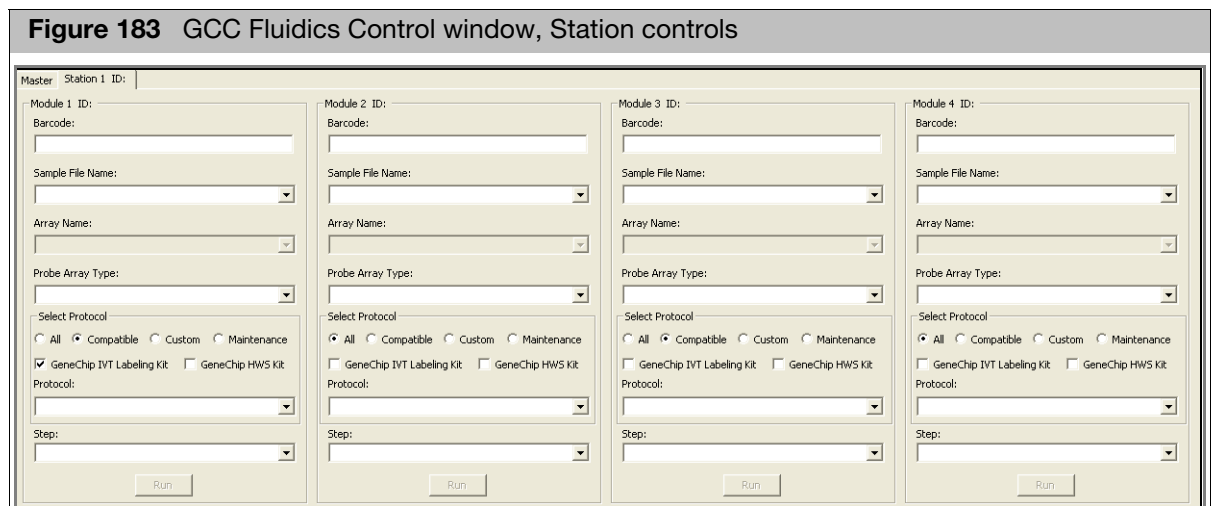 Figure 183 GCC Fluidics Control window, Station controls
Master Station 1 ID:
Module 1 ID:
Barcode:
Sample File Name:
Array Name:
Probe Array Type:
Select Protocol
All Compatible Custom Maintenance
GeneChip IVT Labeling Kit GeneChip HWS Kit
Protocol:
Step:
Run
Module 2 ID:
Barcode:
Sample File Name:
Array Name:
Probe Array Type:
Select Protocol
All Compatible Custom Maintenance
GeneChip IVT Labeling Kit GeneChip HWS Kit
Protocol:
Step:
Run
Module 3 ID:
Barcode:
Sample File Name:
Array Name:
Probe Array Type:
Select Protocol
All Compatible Custom Maintenance
GeneChip IVT Labeling Kit GeneChip HWS Kit
Protocol:
Step:
Run
Module 4 ID:
Barcode:
Sample File Name:
Array Name:
Probe Array Type:
Select Protocol
All Compatible Custom Maintenance
GeneChip IVT Labeling Kit GeneChip HWS Kit
Protocol:
Step:
Run